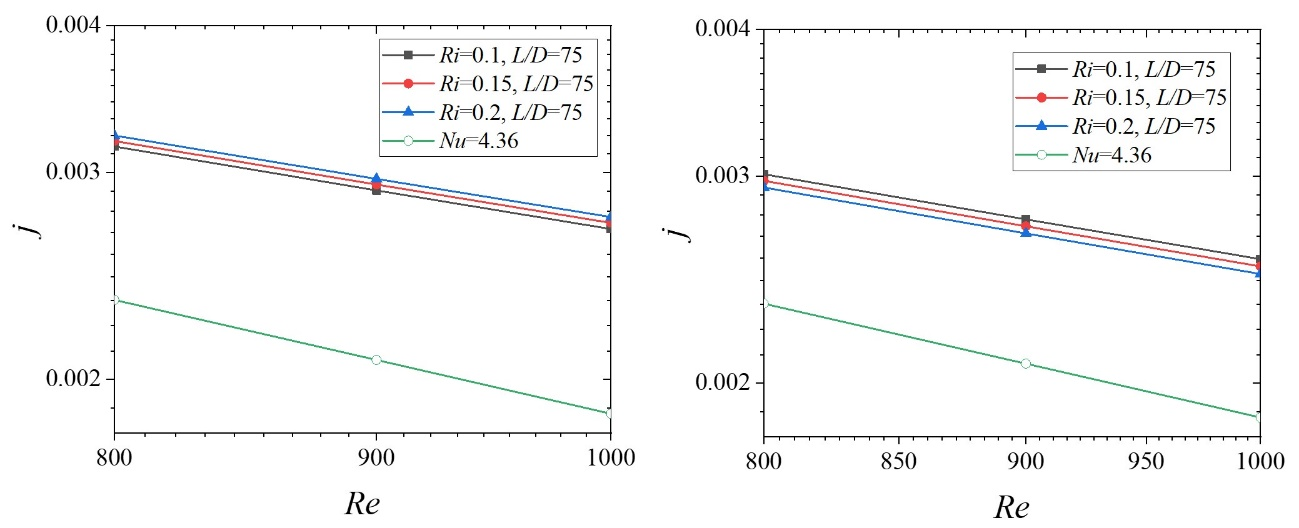 0.004
0.003
0.002
j
Ri=0.1, L/D=75
Ri=0.15, L/D=75
Ri=0.2, L/D=75
Nu=4.36
800
900
1000
Re
0.004
0.003
0.002
j
Ri=0.1, L/D=75
Ri=0.15, L/D=75
Ri=0.2, L/D=75
Nu=4.36
800
850
900
950
1000
Re